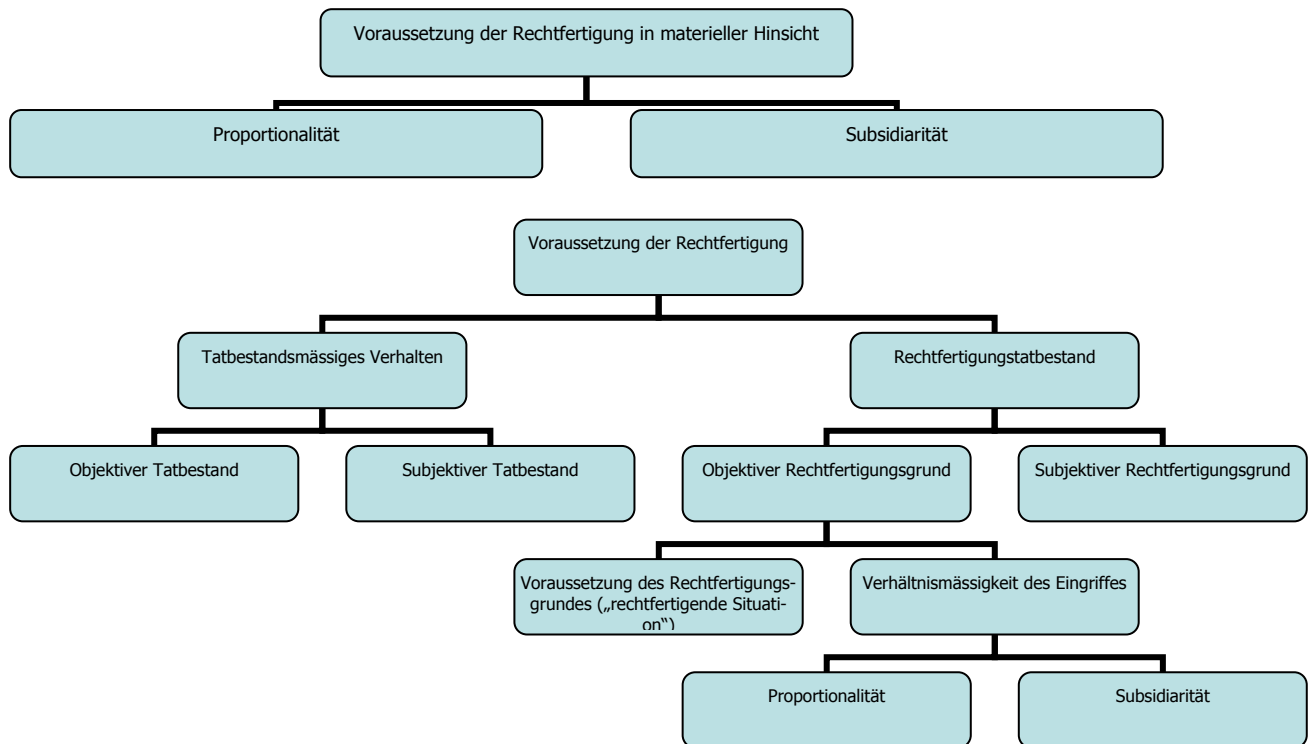 Voraussetzung der Rechtfertigung in materieller Hinsicht
Proportionalität
Subsidiarität
Voraussetzung der Rechtfertigung
Tatbestandsmässiges Verhalten
Rechtfertigungstatbestand
Objektiver Tatbestand
Subjektiver Tatbestand
Objektiver Rechtfertigungsgrund
Subjektiver Rechtfertigungsgrund
Voraussetzung des Rechtfertigungs-
grundes („rechtfertigende Situati-
on“)
Verhältnismässigkeit des Eingriffes
Proportionalität
Subsidiarität